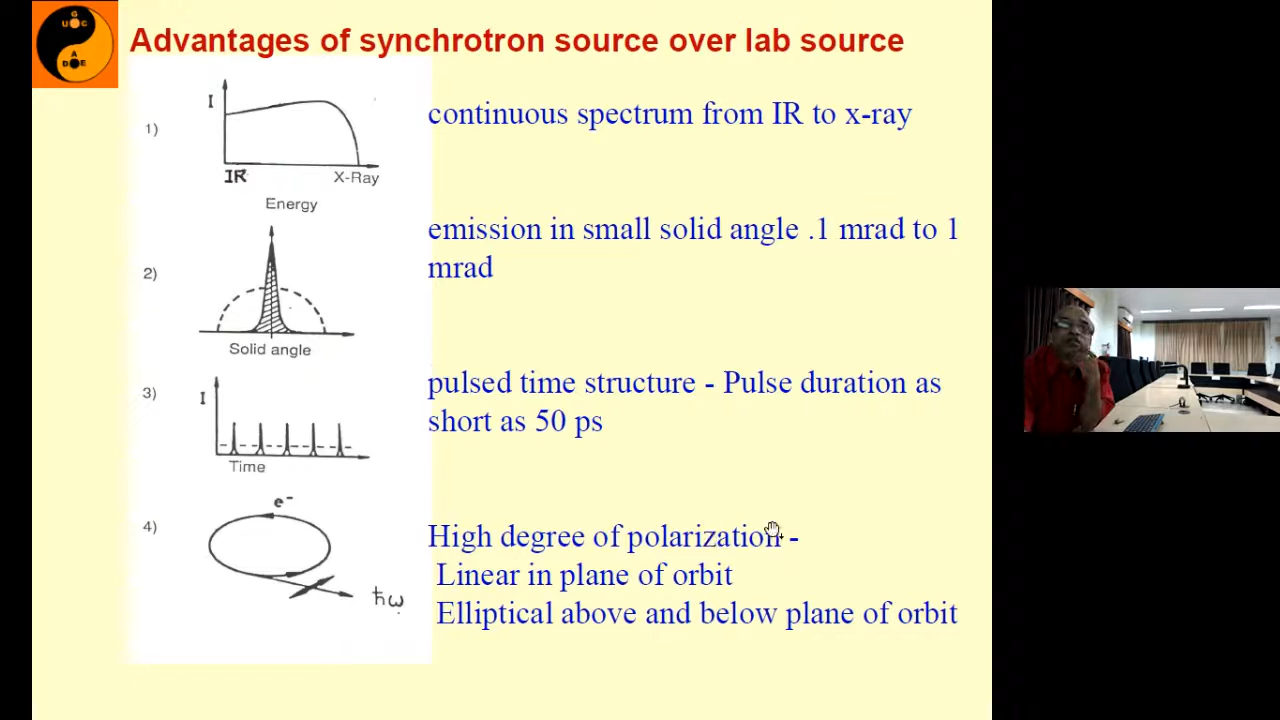 G
U G C
A
D E
Advantages of synchrotron source over lab source
I
1)
IR
X-Ray
Energy
continuous spectrum from IR to x-ray
2)
Solid angle
emission in small solid angle .1 mrad to 1
mrad
3)
I
Time
pulsed time structure - Pulse duration as
short as 50 ps
4)
e⁻
ħω
High degree of polarization -
Linear in plane of orbit
Elliptical above and below plane of orbit